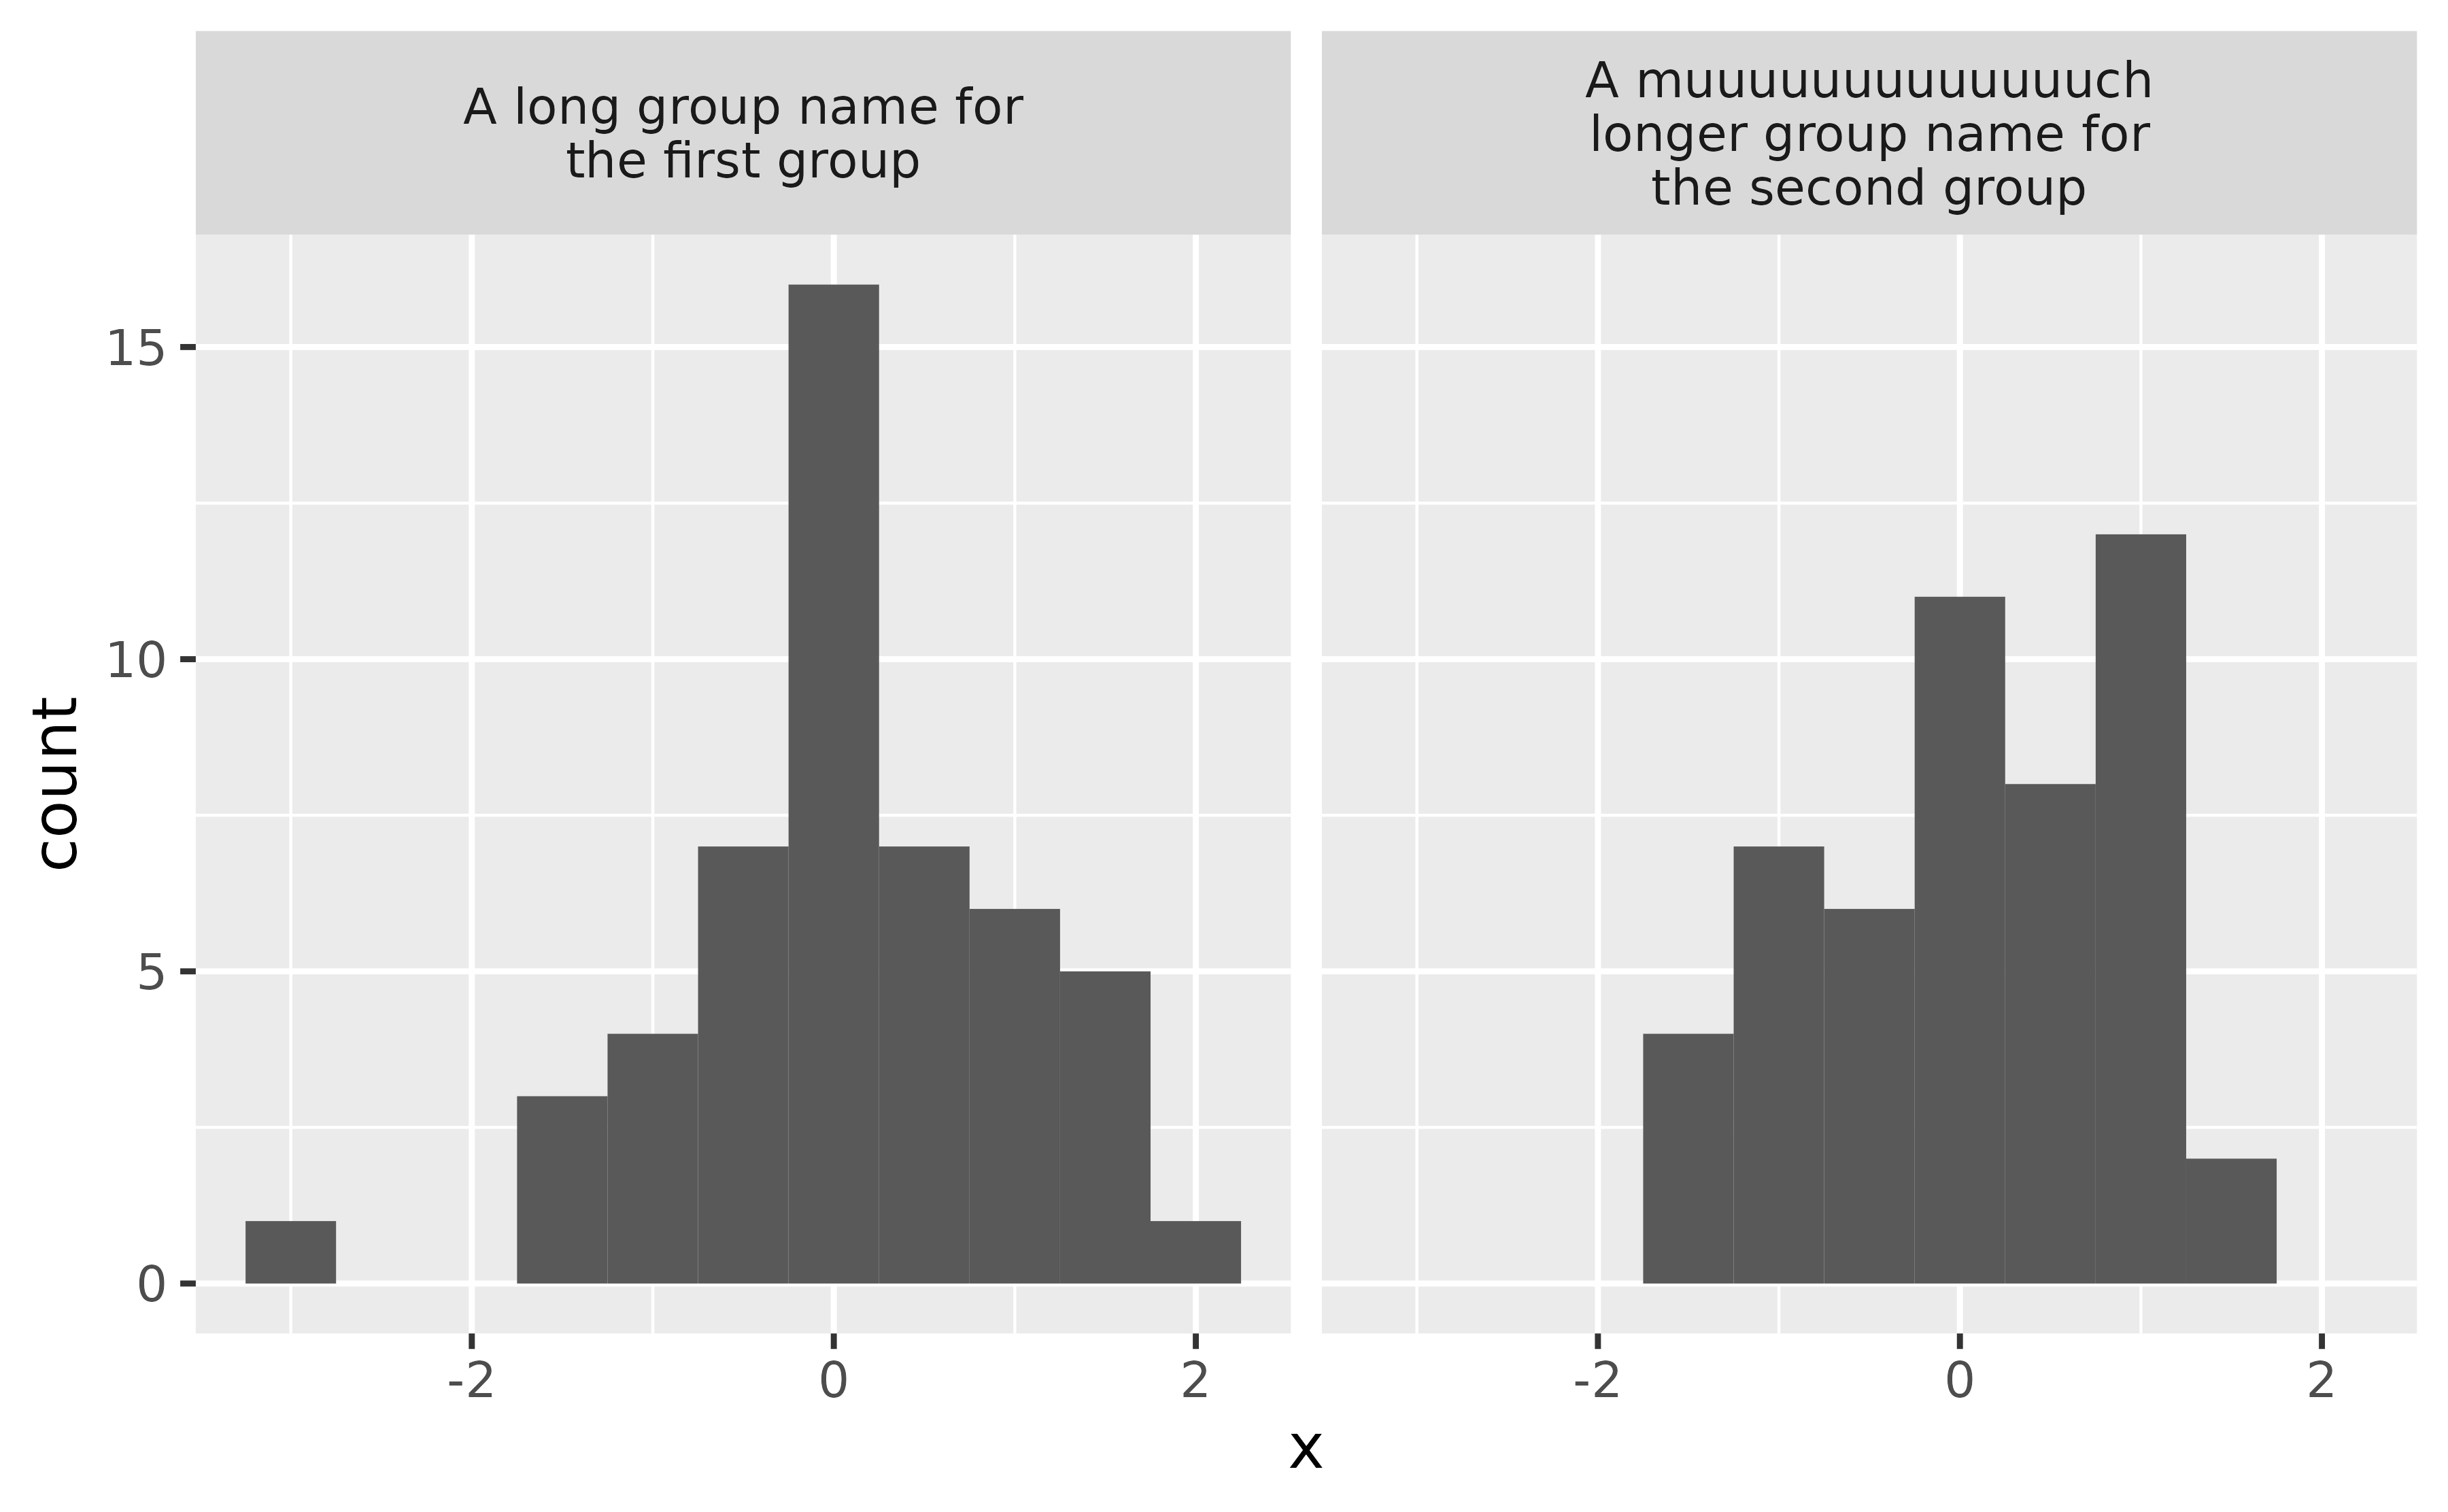 A long group name for
the first group
A muuuuuuuuuuuuuuch
longer group name for
the second group
15
10
5
0
count
-2
0
2
-2
0
2
x